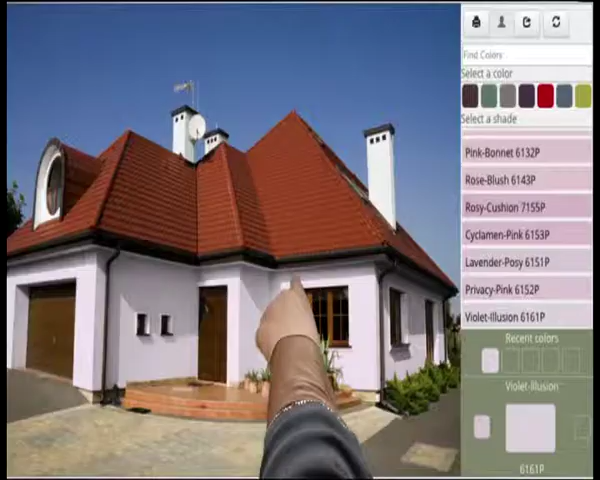 Find Colors
Select a color
Select a shade
Pink-Bonnet 6132P
Rose-Blush 6143P
Rosy-Cushion 7155P
Cyclamen-Pink 6153P
Lavender-Posy 6151P
Privacy-Pink 6152P
Violet-Illusion 6161P
Recent colors
Violet-Illusion
6161P